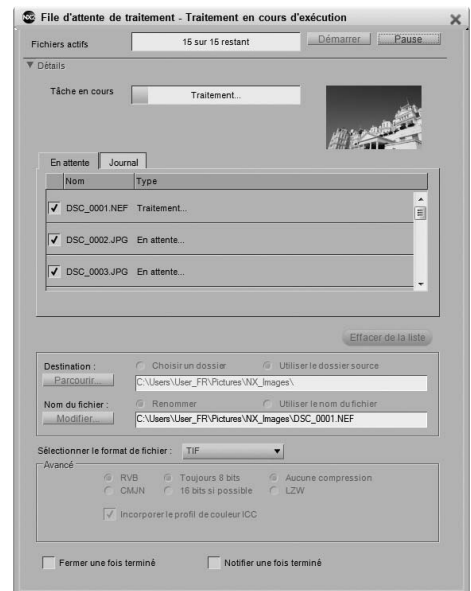 NXC File d'attente de traitement - Traitement en cours d'exécution
Fichiers actifs 15 sur 15 restant Démarrer Pause
Détails
Tâche en cours Traitement...
En attente Journal
Nom Type
DSC_0001.NEF Traitement...
DSC_0002.JPG En attente...
DSC_0003.JPG En attente...
Effacer de la liste
Destination : Choisir un dossier Utiliser le dossier source
Parcourir... C:\Users\User_FR\Pictures\NX_Images\
Nom du fichier : Renommer Utiliser le nom du fichier
Modifier... C:\Users\User_FR\Pictures\NX_Images\DSC_0001.NEF
Sélectionner le format de fichier : TIF
Avancé
RVB Toujours 8 bits Aucune compression
CMJN 16 bits si possible LZW
Incorporer le profil de couleur ICC
Fermer une fois terminé Notifier une fois terminé